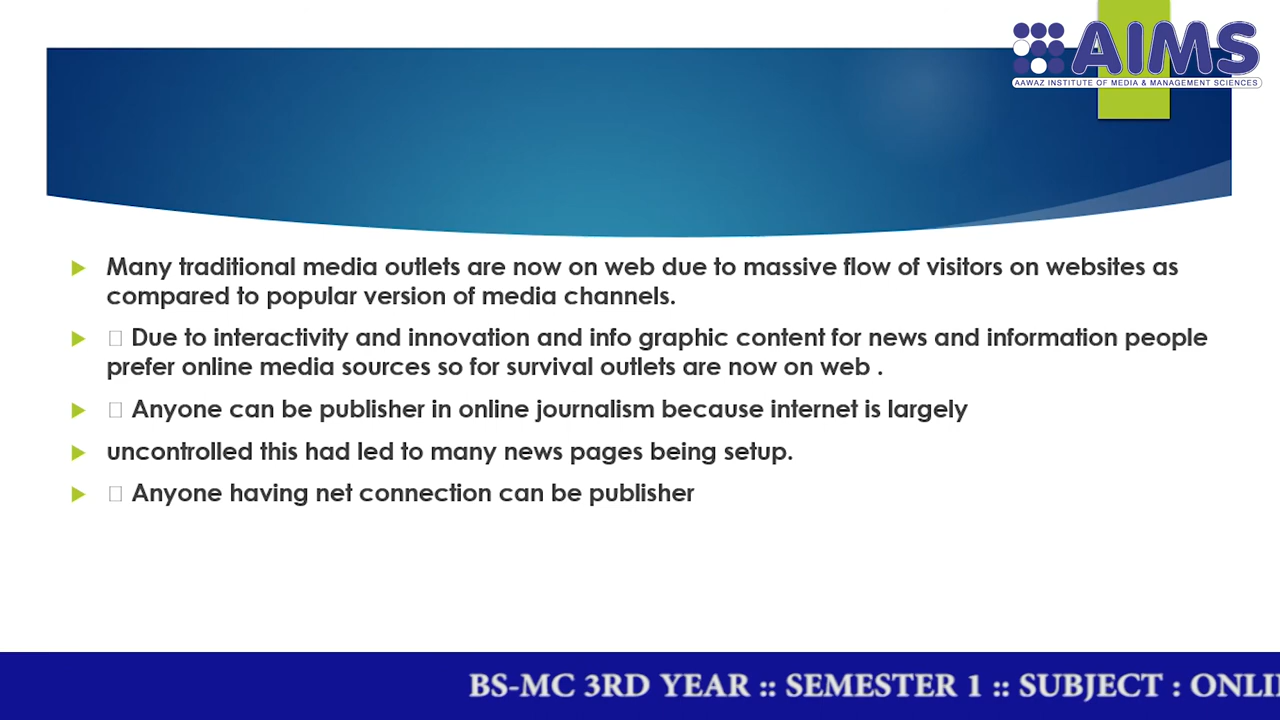 AIMS
AAWAZ INSTITUTE OF MEDIA & MANAGEMENT SCIENCES
Many traditional media outlets are now on web due to massive flow of visitors on websites as
compared to popular version of media channels.
Due to interactivity and innovation and info graphic content for news and information people
prefer online media sources so for survival outlets are now on web .
Anyone can be publisher in online journalism because internet is largely
uncontrolled this had led to many news pages being setup.
Anyone having net connection can be publisher
BS-MC 3RD YEAR :: SEMESTER 1 :: SUBJECT : ONLI